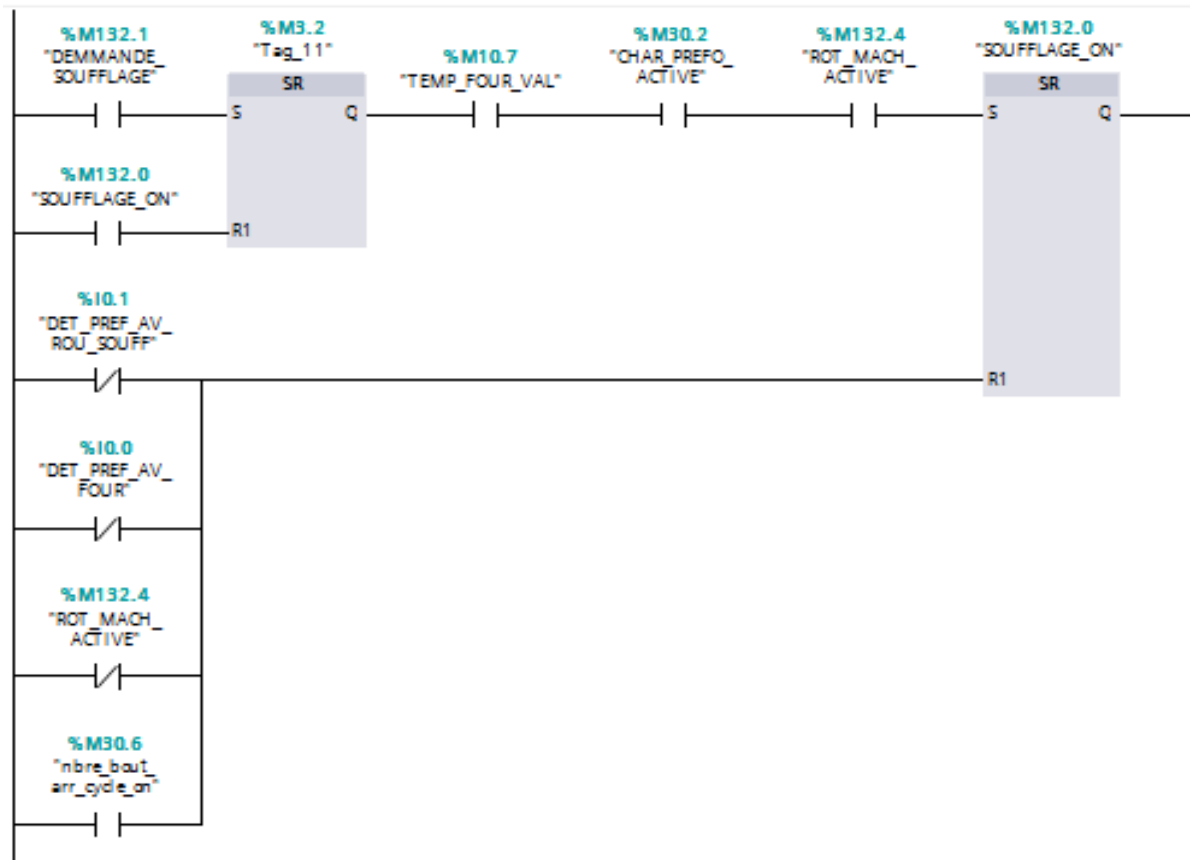 %M132.1
"DEMMANDE_
SOUFFLAGE"
%M3.2
"Tag_11"
SR
S
Q
R1
%M10.7
"TEMP_FOUR_VAL"
%M30.2
"CHAR_PREFO_
ACTIVE"
%M132.4
"ROT_MACH_
ACTIVE"
%M132.0
"SOUFFLAGE_ON"
SR
S
Q
R1
%M132.0
"SOUFFLAGE_ON"
%I0.1
"DET_PREF_AV_
ROU_SOUFF"
%I0.0
"DET_PREF_AV_
FOUR"
%M132.4
"ROT_MACH_
ACTIVE"
%M30.6
"nbre_bout_
arr_cycle_on"